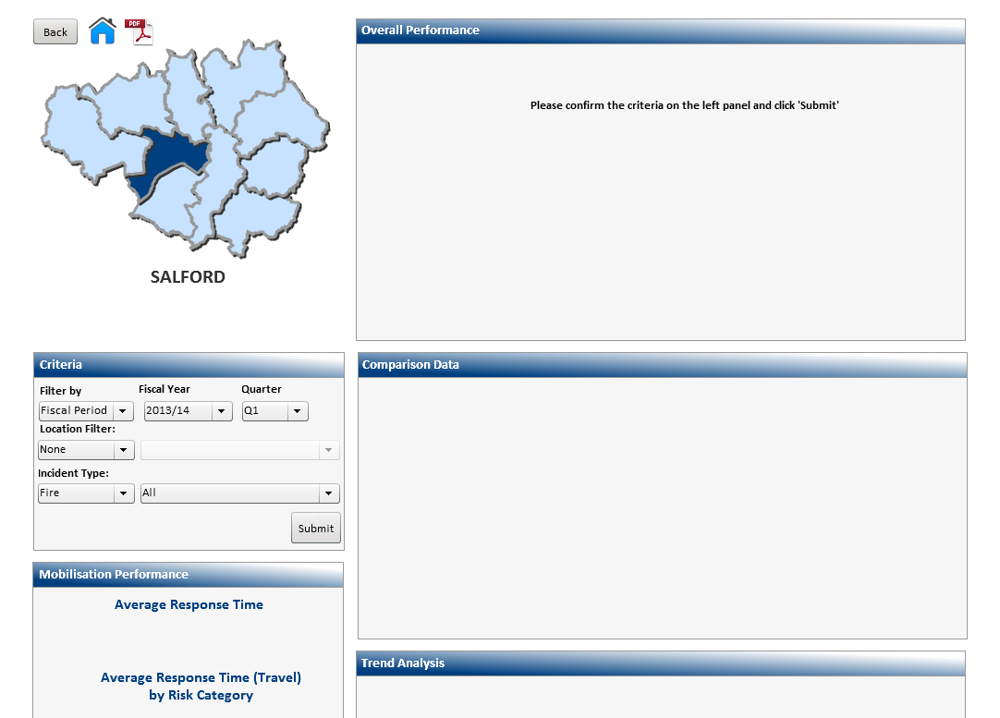 Back
PDF
SALFORD
Overall Performance
Please confirm the criteria on the left panel and click 'Submit'
Criteria
Filter by Fiscal Year Quarter
Fiscal Period 2013/14 Q1
Location Filter:
None
Incident Type:
Fire All
Submit
Comparison Data
Mobilisation Performance
Average Response Time
Average Response Time (Travel)
by Risk Category
Trend Analysis